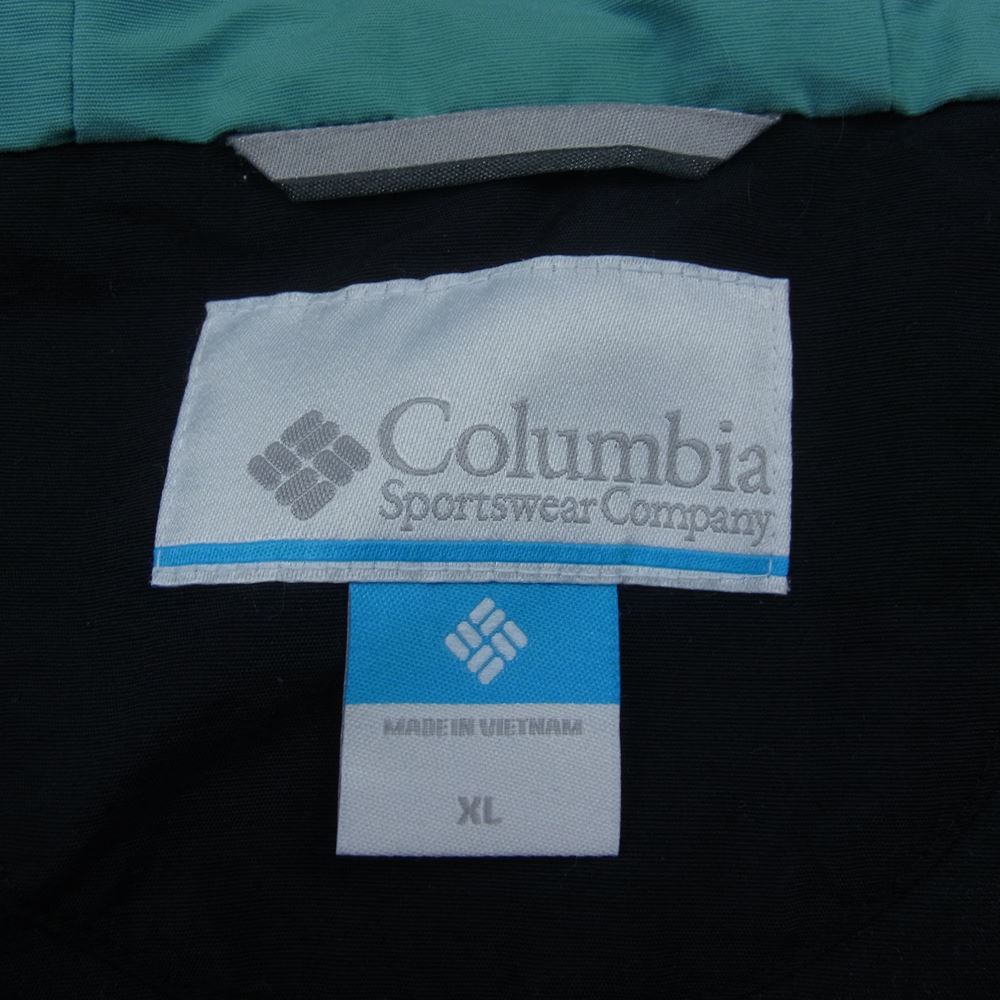 Columbia
Sportswear Company
MADE IN VIETNAM
XL